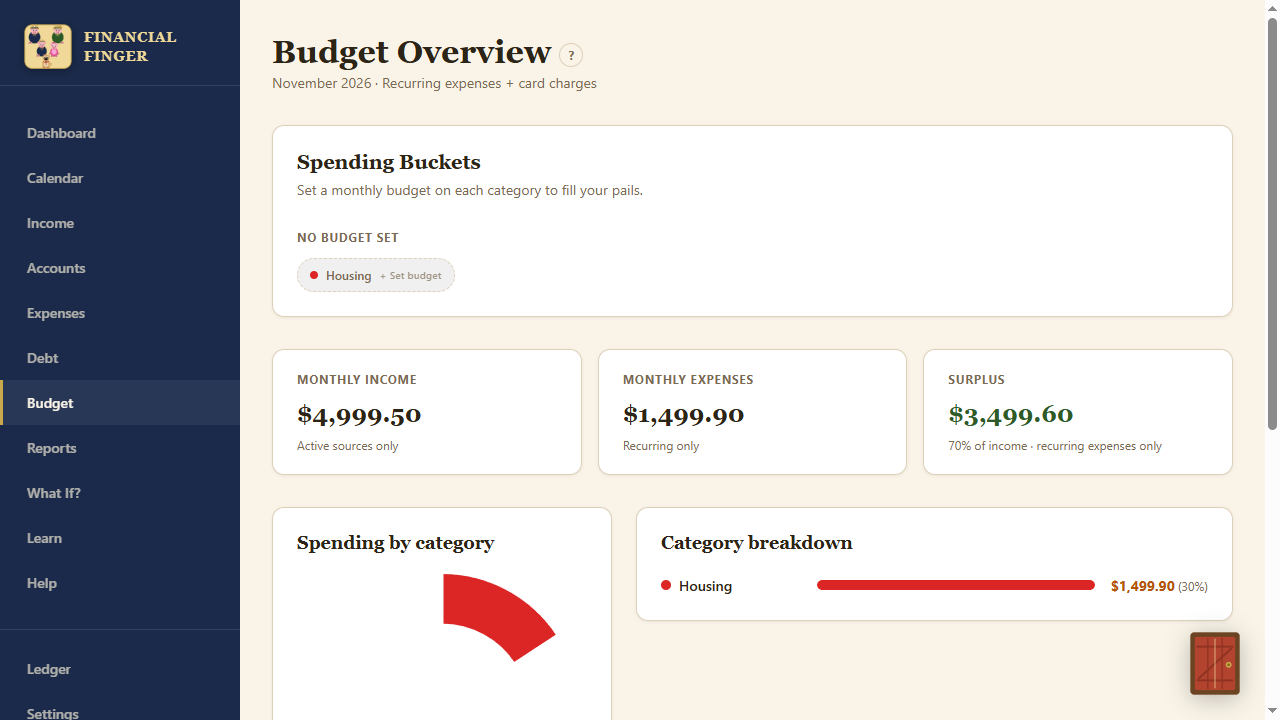 FINANCIAL
FINGER
Dashboard
Calendar
Income
Accounts
Expenses
Debt
Budget
Reports
What If?
Learn
Help
Ledger
Settings
Budget Overview ?
November 2026 · Recurring expenses + card charges
Spending Buckets
Set a monthly budget on each category to fill your pails.
NO BUDGET SET
Housing + Set budget
MONTHLY INCOME
$4,999.50
Active sources only
MONTHLY EXPENSES
$1,499.90
Recurring only
SURPLUS
$3,499.60
70% of income · recurring expenses only
Spending by category
Category breakdown
Housing $1,499.90 (30%)